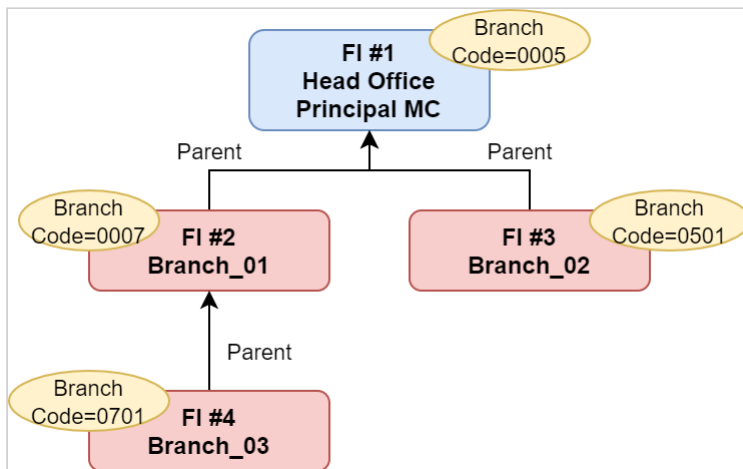 FI #1
Head Office
Principal MC
Branch
Code=0005
Parent
Parent
Branch
Code=0007
FI #2
Branch_01
FI #3
Branch_02
Branch
Code=0501
Parent
Branch
Code=0701
FI #4
Branch_03